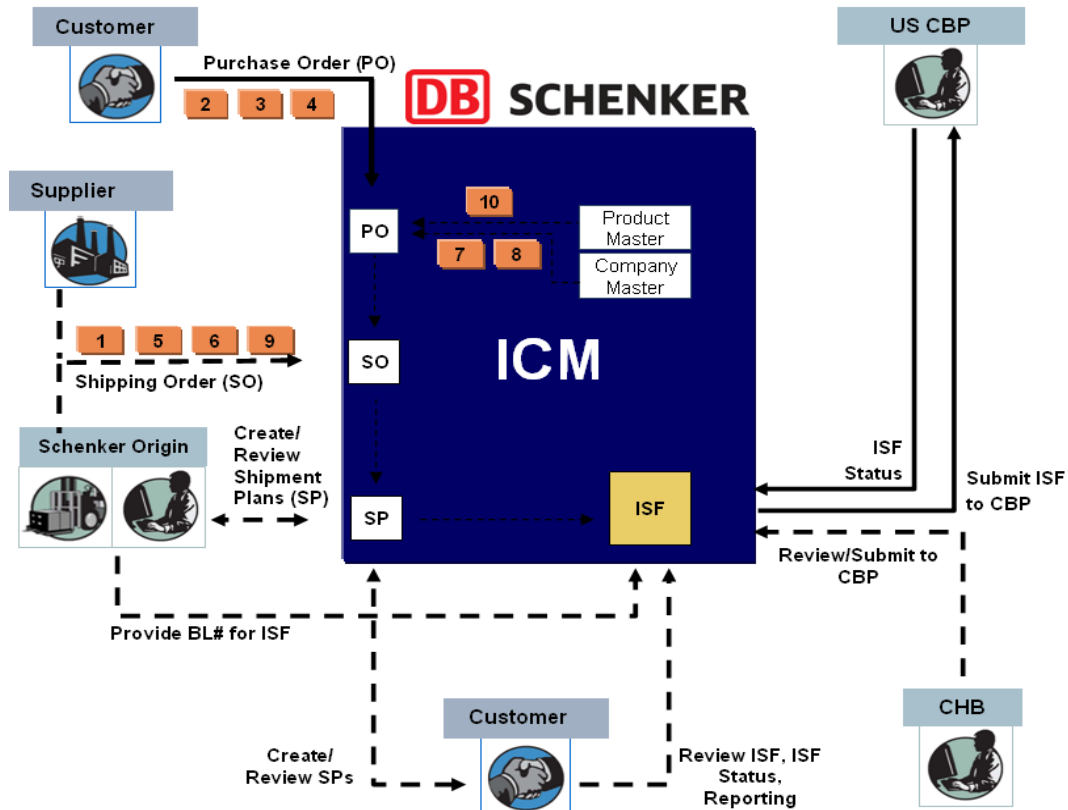 Customer
US CBP
Purchase Order (PO)
2 3 4
DB SCHENKER
Supplier
10
Product
Master
PO
7 8
Company
Master
1 5 6 9
SO
ICM
Shipping Order (SO)
Schenker Origin
Create/
Review
Shipment
Plans (SP)
ISF
Status
Submit ISF
to CBP
SP
ISF
Review/Submit to
CBP
Provide BL# for ISF
Customer
CHB
Create/
Review SPs
Review ISF, ISF
Status,
Reporting